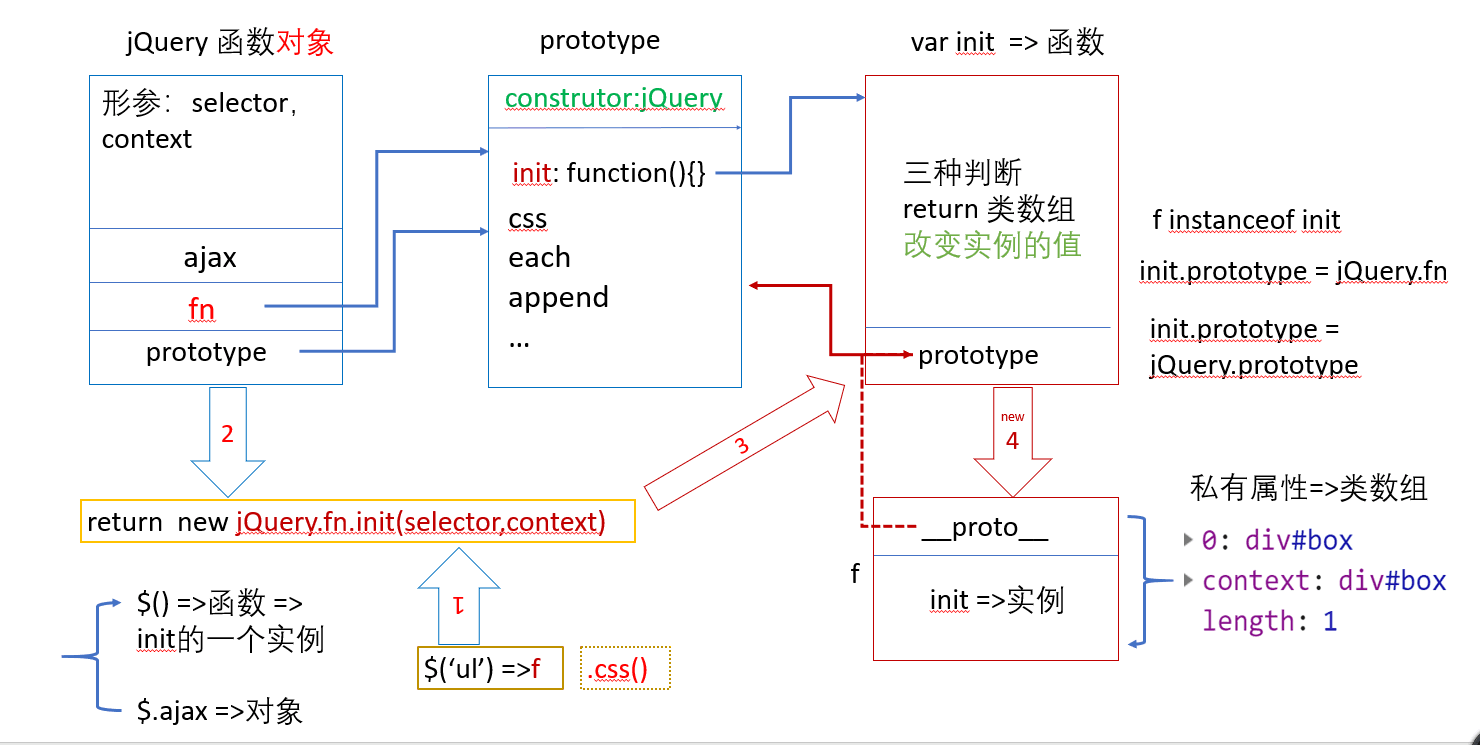 jQuery 函数对象
形参：selector,
context
ajax
fn
prototype
prototype
construtor:jQuery
init: function(){}
css
each
append
...
var init => 函数
三种判断
return 类数组
改变实例的值
prototype
f instanceof init
init.prototype = jQuery.fn
init.prototype =
jQuery.prototype
2
3
new
4
return new jQuery.fn.init(selector,context)
1
$(‘ul’) =>f
.css()
$() =>函数 =>
init的一个实例
$.ajax =>对象
f
__proto__
init =>实例
私有属性=>类数组
0: div#box
context: div#box
length: 1